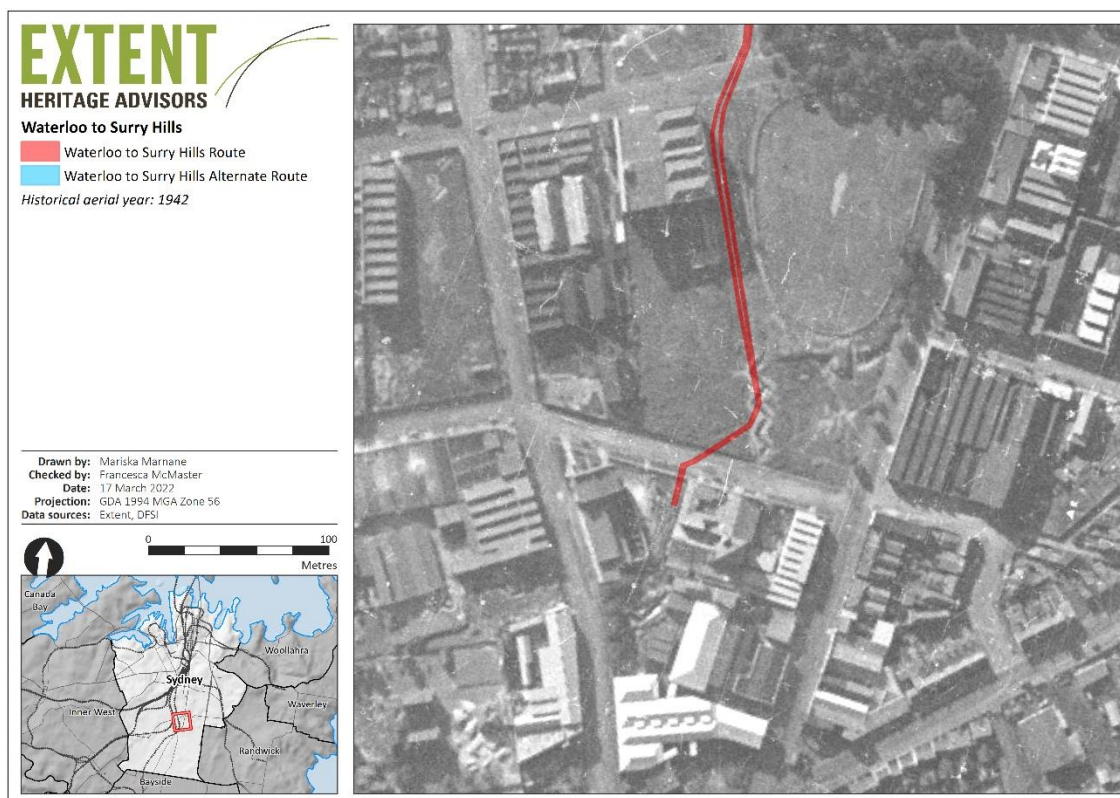 EXTENT
HERITAGE ADVISORS
Waterloo to Surry Hills
Waterloo to Surry Hills Route
Waterloo to Surry Hills Alternate Route
Historical aerial year: 1942
Drawn by: Mariska Marnane
Checked by: Francesca McMaster
Date: 17 March 2022
Projection: GDA 1994 MGA Zone 56
Data sources: Extent, DFSI
0 100
Metres
Canada
Bay
Woollahra
Sydney
Inner West
Waverley
Randwick
Bayside